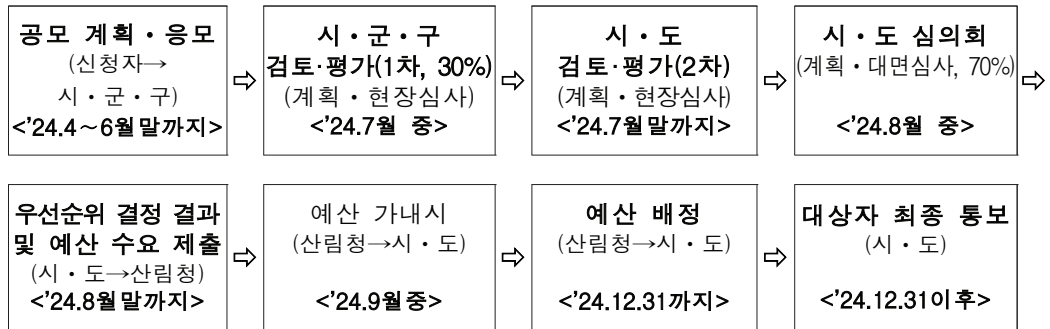 공모 계획・응모
(신청자→
시・군・구)
<'24.4～6월말까지>
⇨
시・군・구
검토·평가(1차, 30%)
(계획・현장심사)
<'24.7월 중>
⇨
시・도
검토·평가(2차)
(계획・현장심사)
<'24.7월말까지>
⇨
시・도 심의회
(계획・대면심사, 70%)
<'24.8월 중>
⇨
우선순위 결정 결과
및 예산 수요 제출
(시・도→산림청)
<'24.8월말까지>
⇨
예산 가내시
(산림청→시・도)
<'24.9월중>
⇨
예산 배정
(산림청→시・도)
<'24.12.31까지>
⇨
대상자 최종 통보
(시・도)
<'24.12.31이후>